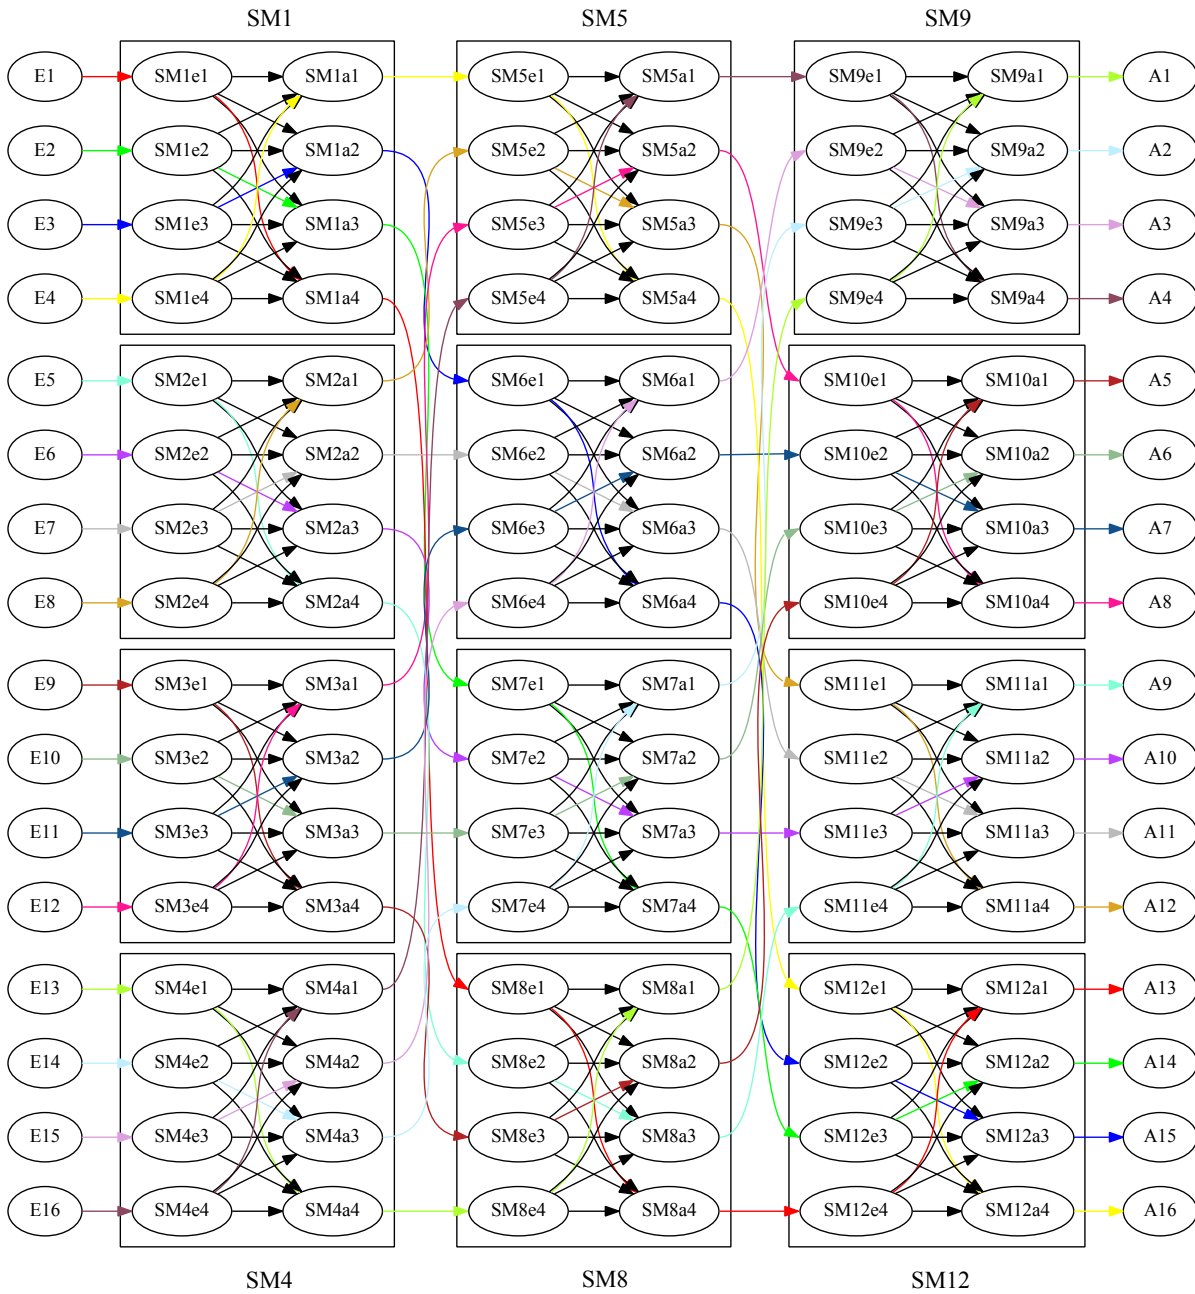 SM1 SM5 SM9
E1 SM1e1 SM1a1 SM5e1 SM5a1 SM9e1 SM9a1 A1
E2 SM1e2 SM1a2 SM5e2 SM5a2 SM9e2 SM9a2 A2
E3 SM1e3 SM1a3 SM5e3 SM5a3 SM9e3 SM9a3 A3
E4 SM1e4 SM1a4 SM5e4 SM5a4 SM9e4 SM9a4 A4
E5 SM2e1 SM2a1 SM6e1 SM6a1 SM10e1 SM10a1 A5
E6 SM2e2 SM2a2 SM6e2 SM6a2 SM10e2 SM10a2 A6
E7 SM2e3 SM2a3 SM6e3 SM6a3 SM10e3 SM10a3 A7
E8 SM2e4 SM2a4 SM6e4 SM6a4 SM10e4 SM10a4 A8
E9 SM3e1 SM3a1 SM7e1 SM7a1 SM11e1 SM11a1 A9
E10 SM3e2 SM3a2 SM7e2 SM7a2 SM11e2 SM11a2 A10
E11 SM3e3 SM3a3 SM7e3 SM7a3 SM11e3 SM11a3 A11
E12 SM3e4 SM3a4 SM7e4 SM7a4 SM11e4 SM11a4 A12
E13 SM4e1 SM4a1 SM8e1 SM8a1 SM12e1 SM12a1 A13
E14 SM4e2 SM4a2 SM8e2 SM8a2 SM12e2 SM12a2 A14
E15 SM4e3 SM4a3 SM8e3 SM8a3 SM12e3 SM12a3 A15
E16 SM4e4 SM4a4 SM8e4 SM8a4 SM12e4 SM12a4 A16
SM4 SM8 SM12